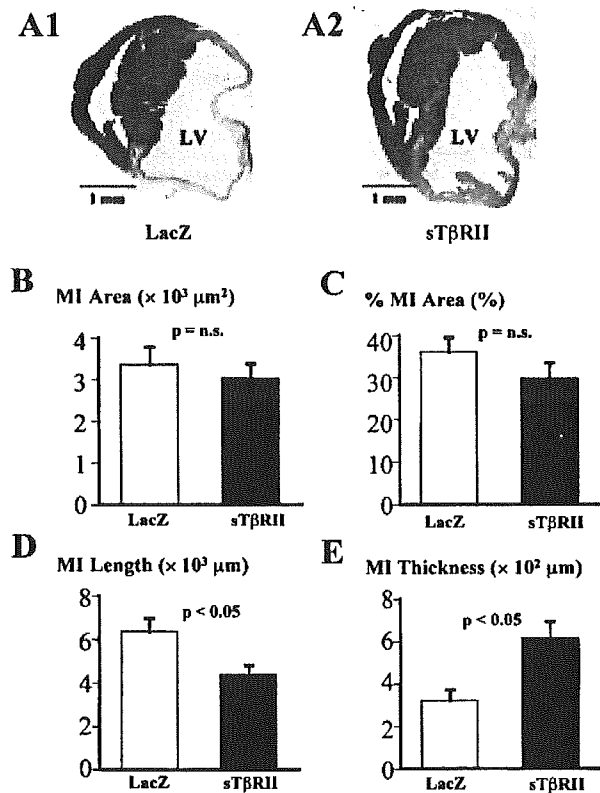 A1
A2
LV
LV
1 mm
1 mm
LacZ
sTβRII
B
MI Area (× 10³ μm²)
p = n.s.
4
3
2
1
0
LacZ
sTβRII
C
% MI Area (%)
p = n.s.
40
30
20
10
0
LacZ
sTβRII
D
MI Length (× 10³ μm)
p < 0.05
8
6
4
2
0
LacZ
sTβRII
E
MI Thickness (× 10² μm)
p < 0.05
8
6
4
2
0
LacZ
sTβRII